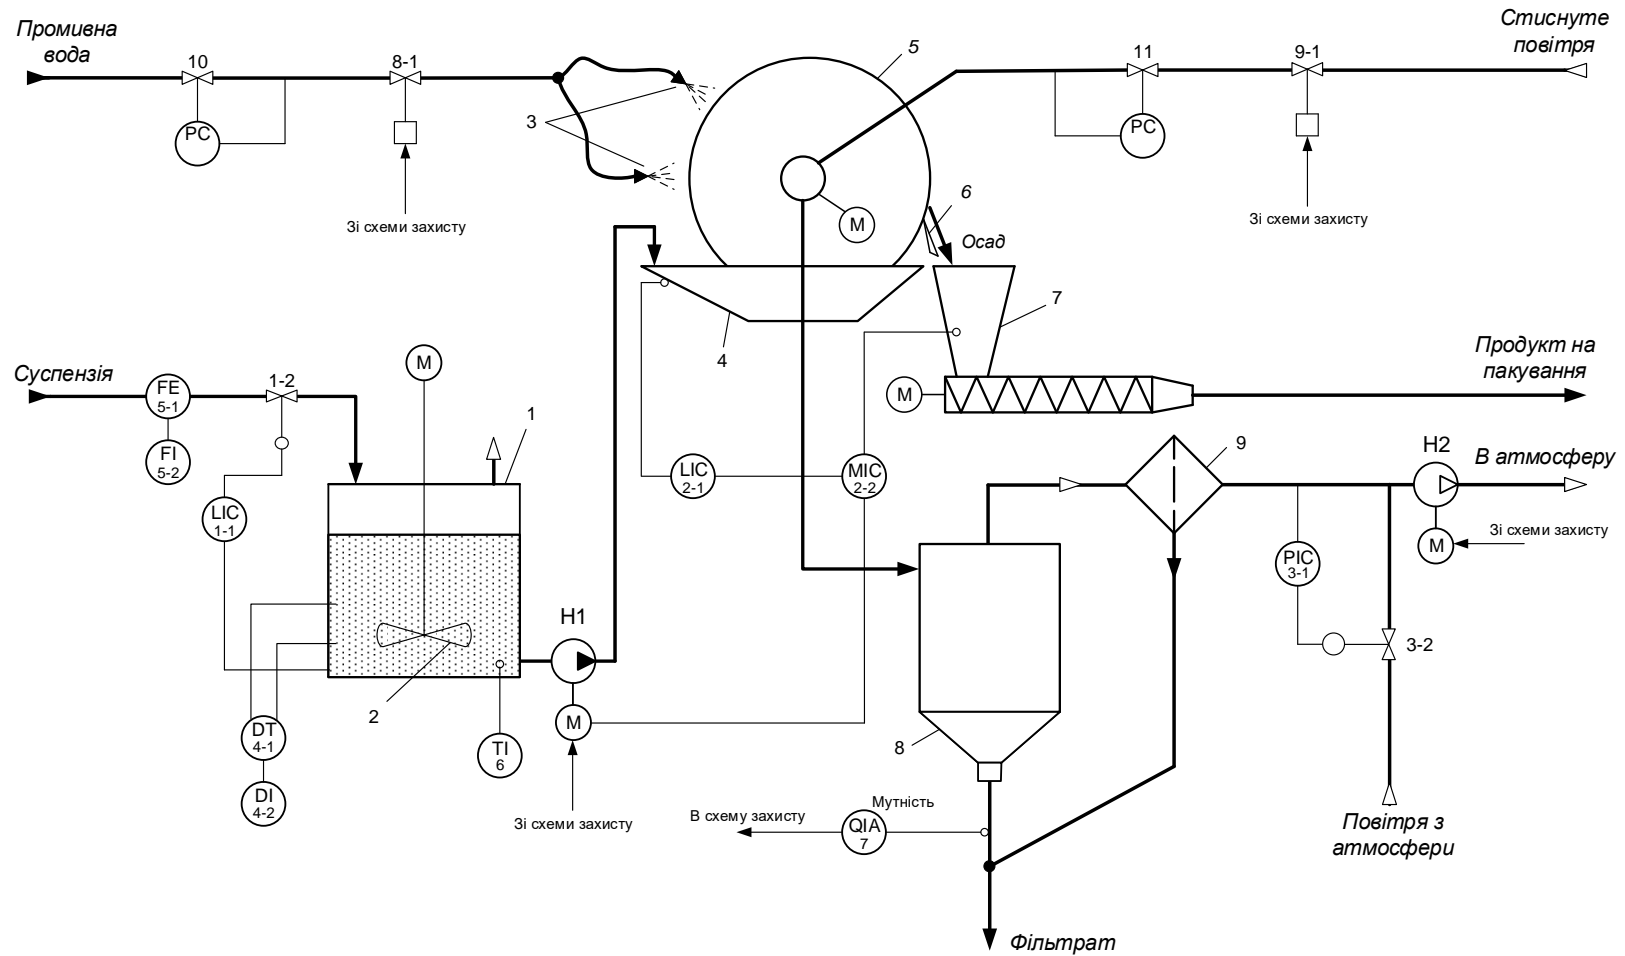 Промивна
вода
Стиснуте
повітря
10
8-1
5
11
9-1
PC
3
PC
6
M
Зі схеми захисту
Зі схеми захисту
Осад
7
4
Продукт на
пакування
Суспензія
M
1-2
FE
5-1
M
1
9
H2
В атмосферу
FI
5-2
LIC
2-1
MIC
2-2
LIC
1-1
Зі схеми захисту
M
PIC
3-1
H1
3-2
2
M
DT
4-1
8
TI
6
DI
4-2
Мутність
В схему захисту
QIA
7
Зі схеми захисту
Повітря з
атмосфери
Фільтрат